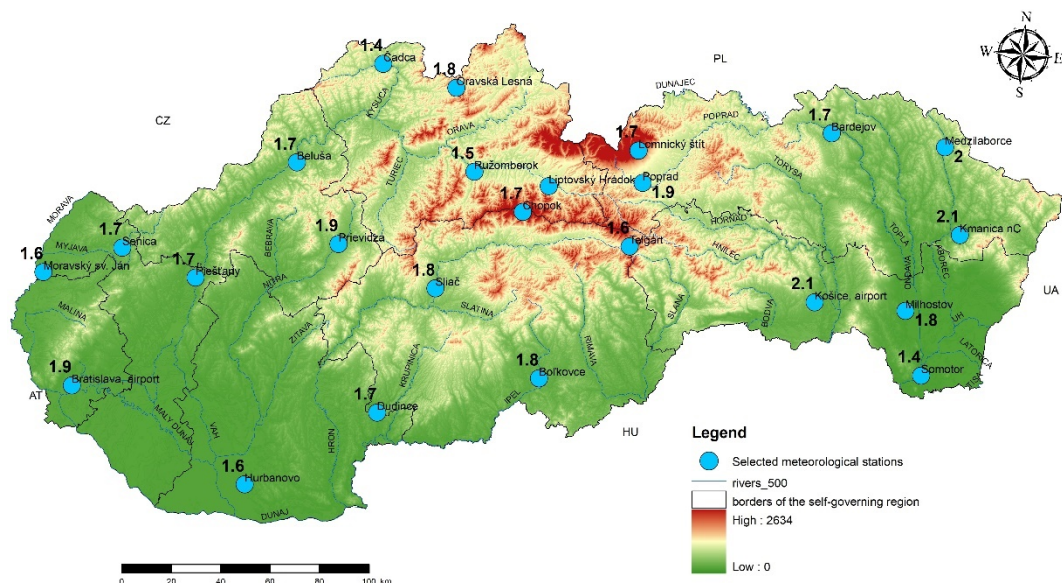 N
W E
S
PL
CZ
1.4
Čadca
1.8
Oravská Lesná
DUNAJEC
POPRAD
KYSUCA
ORAVA
1.7
Lomnický štít
1.7
Bardejov
Medzilaborce
2
1.7
Beluša
TURIEC
1.5
Ružomberok
Liptovský Hrádok
Poprad
1.9
TORYSA
MORAVA
1.7
Chopok
HORNÁD
TOPĽA
ONDAVA
LABOREC
2.1
Kmanica nC
1.7
Senica
MYJAVA
1.6
Moravský sv. Ján
BEBRAVA
1.9
Prievidza
1.6
Telgárt
HNILEC
1.7
Piešťany
NITRA
1.8
Sliač
SLATINA
SLANÁ
BODVA
2.1
Košice, airport
Milhostov
1.8
UH
UA
MALINA
ŽITAVA
RIMAVA
LATORICA
1.4
Somotor
1.9
Bratislava, airport
AT
KRUPINICA
1.8
Boľkovce
IPEĽ
1.7
Dudince
MALÝ DUNAJ
VÁH
HRON
HU
1.6
Hurbanovo
DUNAJ
Legend
Selected meteorological stations
rivers_500
borders of the self-governing region
High : 2634
Low : 0
0 20 40 60 80 100 km